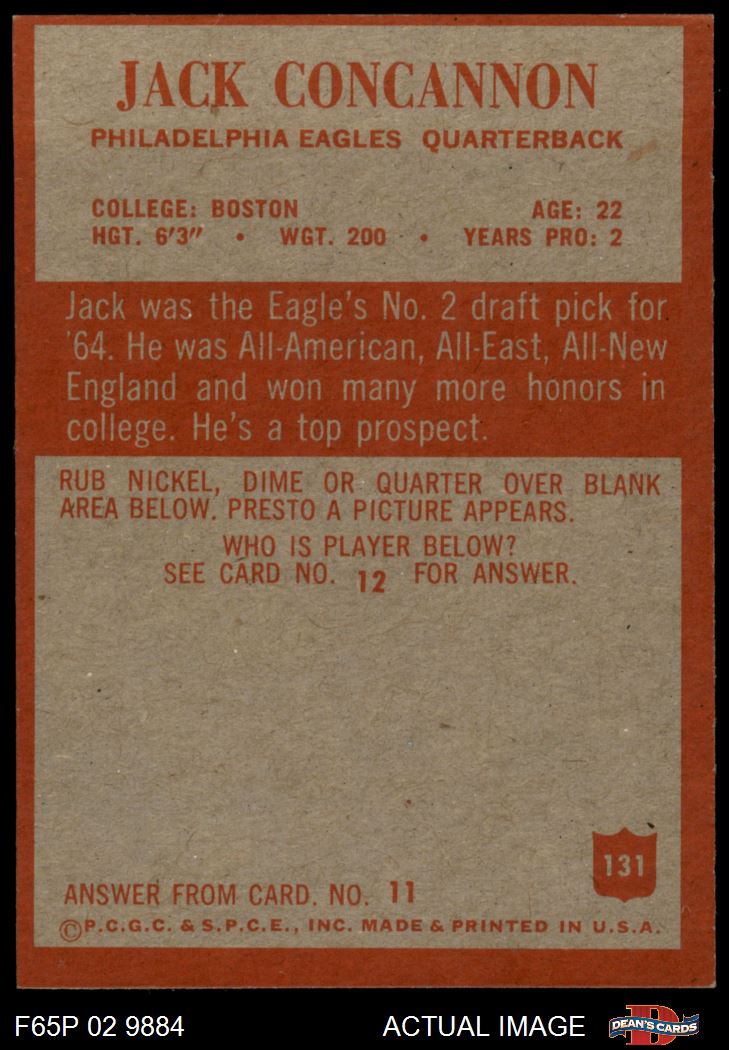 JACK CONCANNON
PHILADELPHIA EAGLES QUARTERBACK
COLLEGE: BOSTON AGE: 22
HGT. 6'3" • WGT. 200 • YEARS PRO: 2
Jack was the Eagle's No. 2 draft pick for
'64. He was All-American, All-East, All-New
England and won many more honors in
college. He's a top prospect.
RUB NICKEL, DIME OR QUARTER OVER BLANK
AREA BELOW. PRESTO A PICTURE APPEARS.
WHO IS PLAYER BELOW?
SEE CARD NO. 12 FOR ANSWER.
131
ANSWER FROM CARD. NO. 11
©P.C.G.C. & S.P.C.E., INC. MADE & PRINTED IN U.S.A.
F65P 02 9884 ACTUAL IMAGE D DEAN'S CARDS